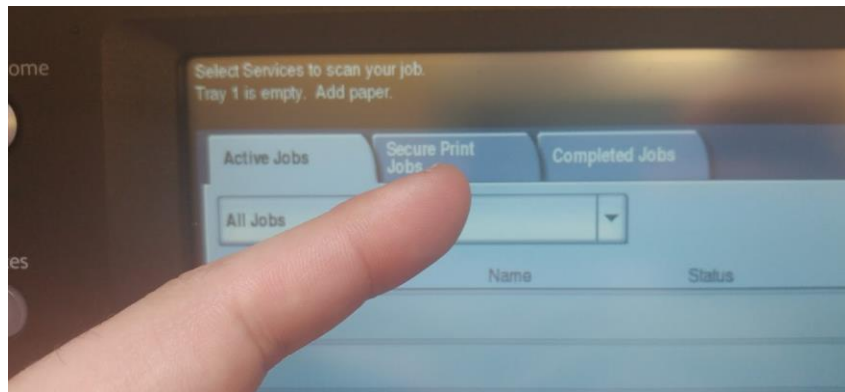 ome
Select Services to scan your job.
Tray 1 is empty. Add paper.
Active Jobs
Secure Print
Jobs
Completed Jobs
All Jobs
es
Name
Status